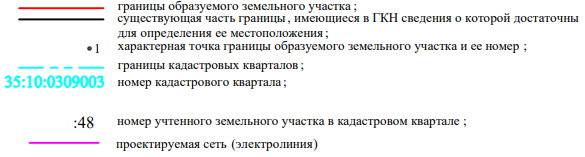 границы образуемого земельного участка;
существующая часть границы, имеющиеся в ГКН сведения о которой достаточны
для определения ее местоположения;
•1 характерная точка границы образуемого земельного участка и ее номер;
границы кадастровых кварталов;
35:10:0309003 номер кадастрового квартала;
:48 номер учтенного земельного участка в кадастровом квартале;
проектируемая сеть (электролиния)